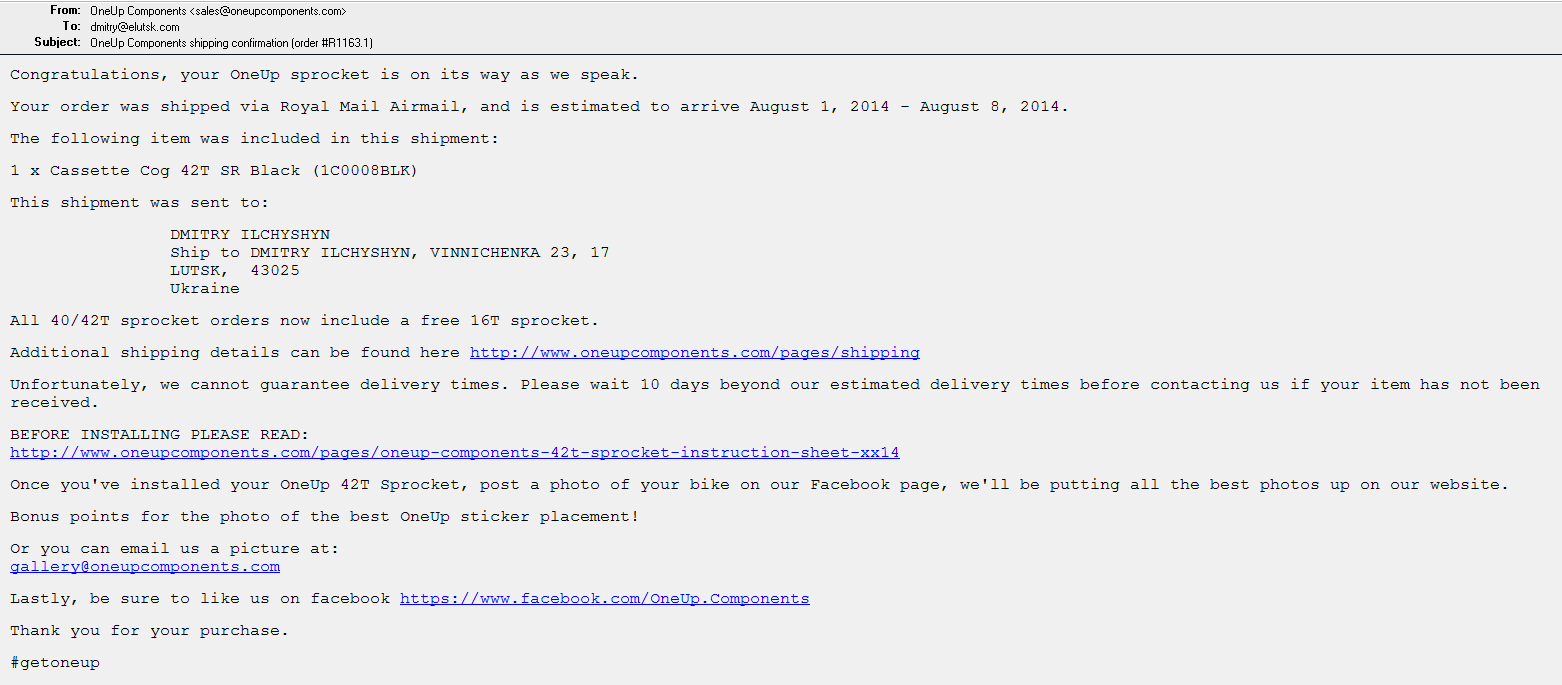 From: OneUp Components <sales@oneupcomponents.com>
To: dmitry@elutsk.com
Subject: OneUp Components shipping confirmation (order #R1163.1)
Congratulations, your OneUp sprocket is on its way as we speak.
Your order was shipped via Royal Mail Airmail, and is estimated to arrive August 1, 2014 - August 8, 2014.
The following item was included in this shipment:
1 x Cassette Cog 42T SR Black (1C0008BLK)
This shipment was sent to:
DMITRY ILCHYSHYN
Ship to DMITRY ILCHYSHYN, VINNICHENKA 23, 17
LUTSK,  43025
Ukraine
All 40/42T sprocket orders now include a free 16T sprocket.
Additional shipping details can be found here http://www.oneupcomponents.com/pages/shipping
Unfortunately, we cannot guarantee delivery times. Please wait 10 days beyond our estimated delivery times before contacting us if your item has not been
received.
BEFORE INSTALLING PLEASE READ:
http://www.oneupcomponents.com/pages/oneup-components-42t-sprocket-instruction-sheet-xx14
Once you've installed your OneUp 42T Sprocket, post a photo of your bike on our Facebook page, we'll be putting all the best photos up on our website.
Bonus points for the photo of the best OneUp sticker placement!
Or you can email us a picture at:
gallery@oneupcomponents.com
Lastly, be sure to like us on facebook https://www.facebook.com/OneUp.Components
Thank you for your purchase.
#getoneup